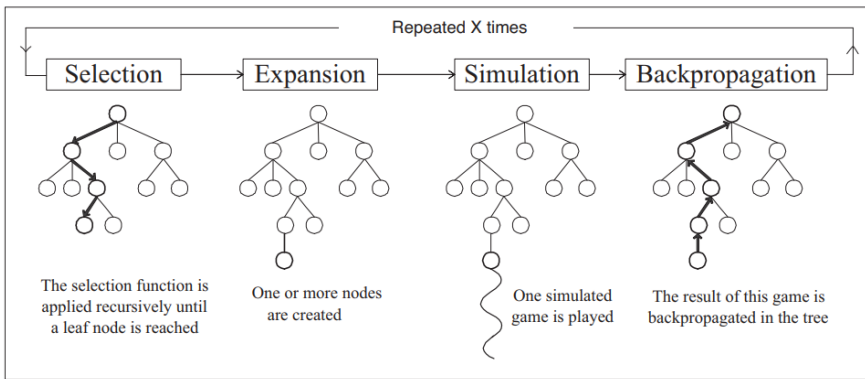 Repeated X times
Selection
Expansion
Simulation
Backpropagation
The selection function is
applied recursively until
a leaf node is reached
One or more nodes
are created
One simulated
game is played
The result of this game is
backpropagated in the tree